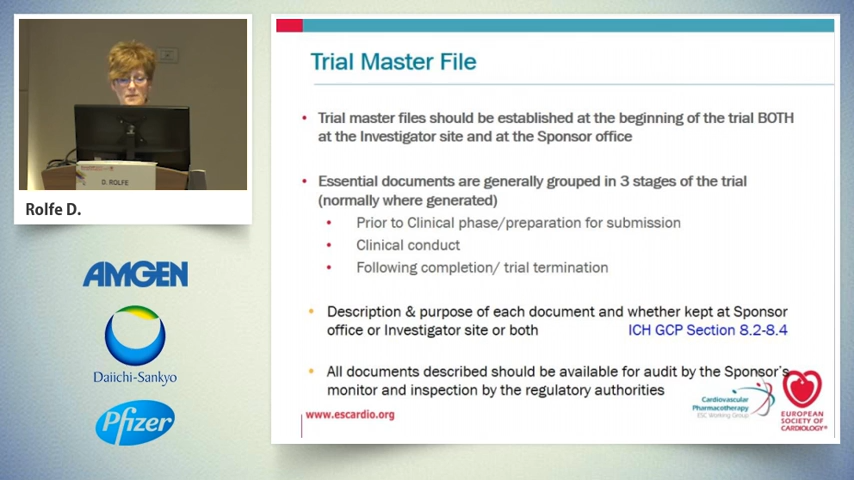 D. ROLFE
Rolfe D.
AMGEN
Daiichi-Sankyo
Pfizer
Trial Master File
• Trial master files should be established at the beginning of the trial BOTH
at the Investigator site and at the Sponsor office
• Essential documents are generally grouped in 3 stages of the trial
(normally where generated)
• Prior to Clinical phase/preparation for submission
• Clinical conduct
• Following completion/ trial termination
• Description & purpose of each document and whether kept at Sponsor
office or Investigator site or both ICH GCP Section 8.2-8.4
• All documents described should be available for audit by the Sponsor's
monitor and inspection by the regulatory authorities
www.escardio.org
Cardiovascular
Pharmacotherapy
ESC Working Group
EUROPEAN
SOCIETY OF
CARDIOLOGY®